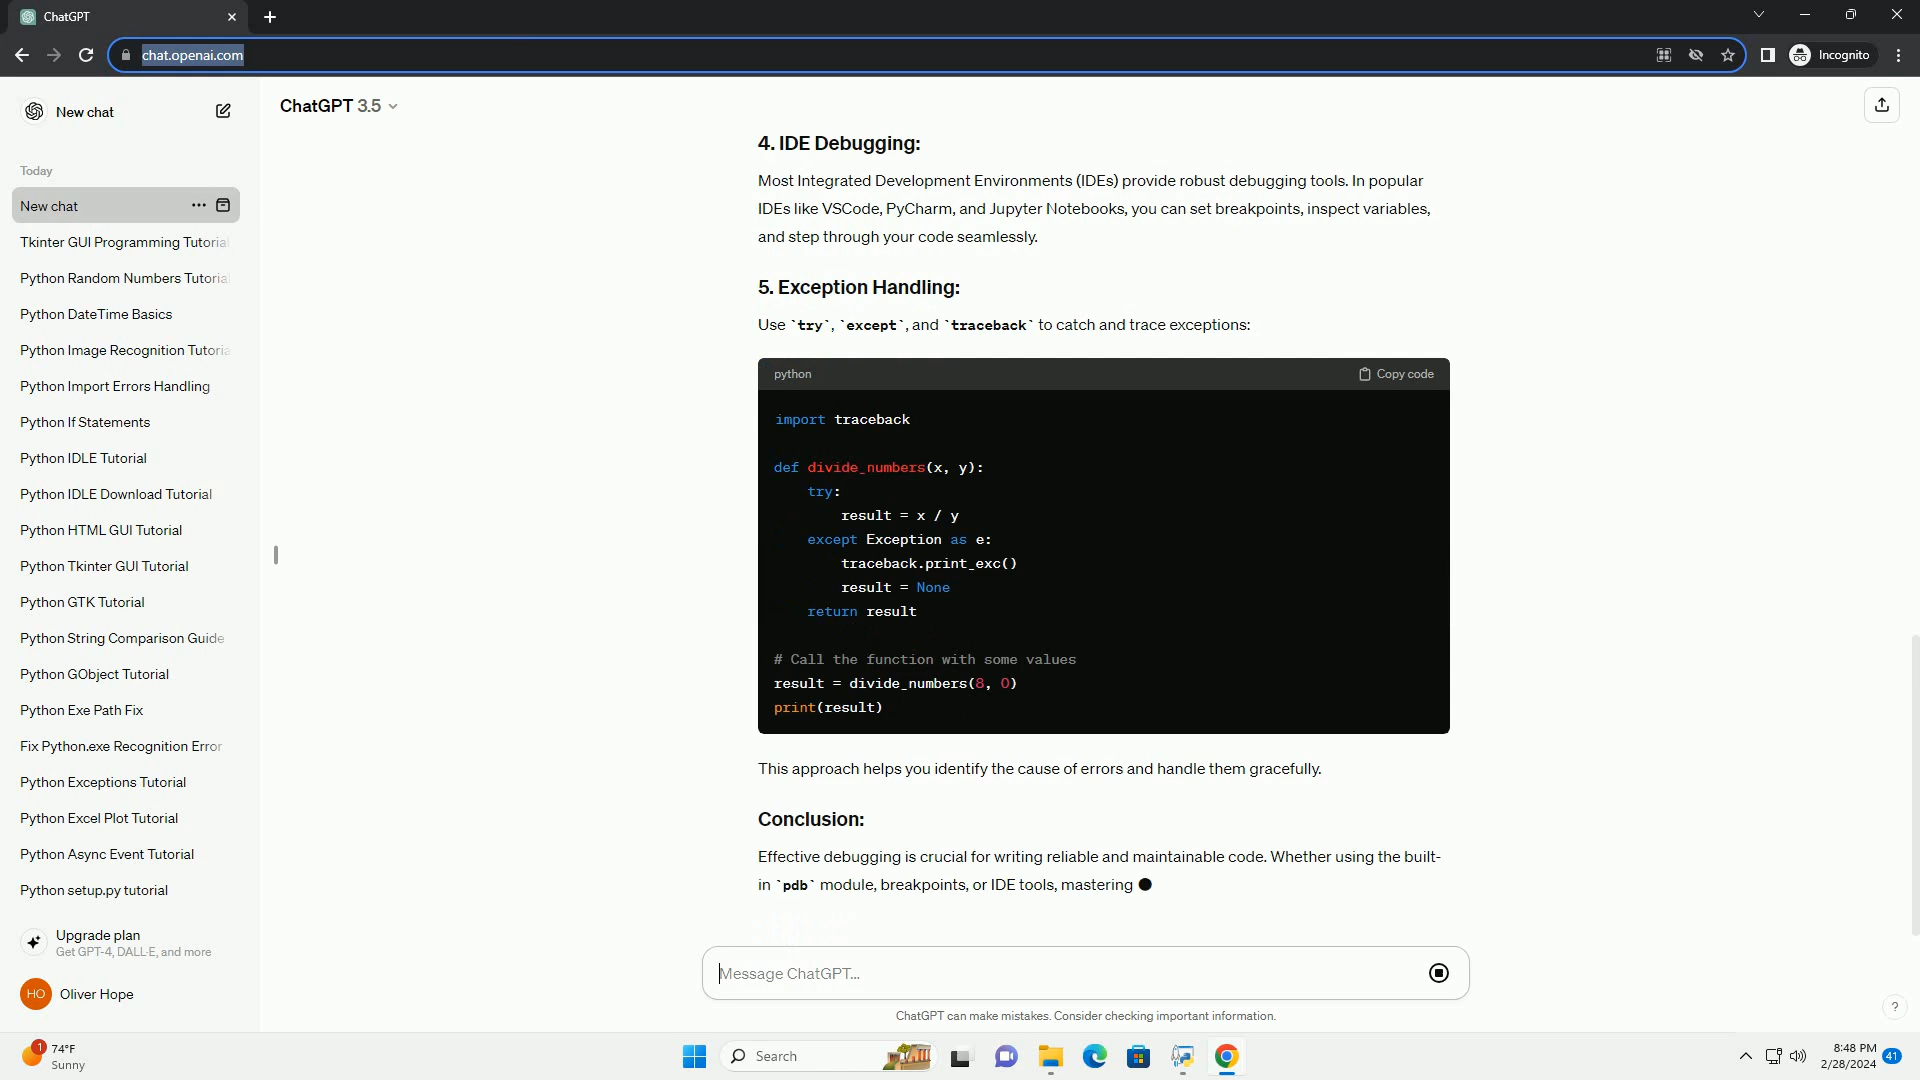 ChatGPT
chat.openai.com
Incognito
New chat
ChatGPT 3.5
Today
New chat
Tkinter GUI Programming Tutorial
Python Random Numbers Tutorial
Python DateTime Basics
Python Image Recognition Tutoria
Python Import Errors Handling
Python If Statements
Python IDLE Tutorial
Python IDLE Download Tutorial
Python HTML GUI Tutorial
Python Tkinter GUI Tutorial
Python GTK Tutorial
Python String Comparison Guide
Python GObject Tutorial
Python Exe Path Fix
Fix Python.exe Recognition Error
Python Exceptions Tutorial
Python Excel Plot Tutorial
Python Async Event Tutorial
Python setup.py tutorial
Upgrade plan
Get GPT-4, DALL·E, and more
HO
Oliver Hope
4. IDE Debugging:
Most Integrated Development Environments (IDEs) provide robust debugging tools. In popular
IDEs like VSCode, PyCharm, and Jupyter Notebooks, you can set breakpoints, inspect variables,
and step through your code seamlessly.
5. Exception Handling:
Use `try`, `except`, and `traceback` to catch and trace exceptions:
python
Copy code
import traceback
def divide_numbers(x, y):
try:
result = x / y
except Exception as e:
traceback.print_exc()
result = None
return result
# Call the function with some values
result = divide_numbers(8, 0)
print(result)
This approach helps you identify the cause of errors and handle them gracefully.
Conclusion:
Effective debugging is crucial for writing reliable and maintainable code. Whether using the built-
in `pdb` module, breakpoints, or IDE tools, mastering
Message ChatGPT...
ChatGPT can make mistakes. Consider checking important information.
?
1
74°F
Sunny
Search
8:48 PM
2/28/2024
41